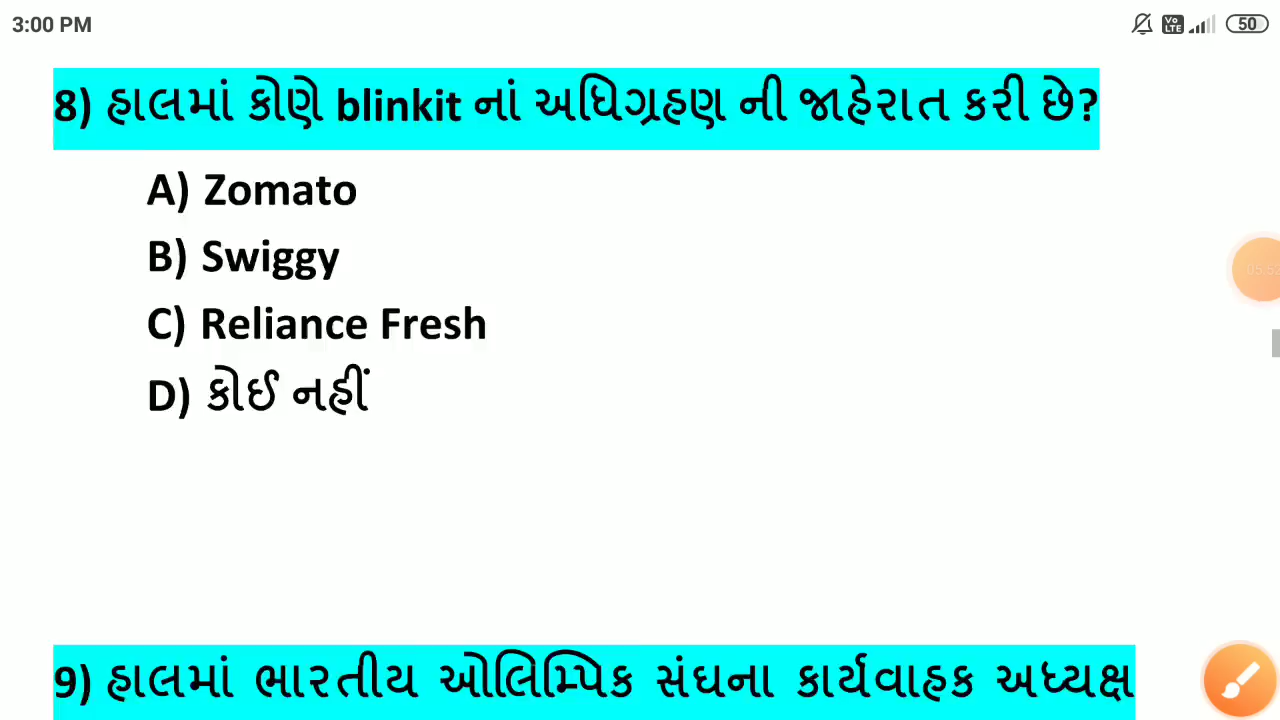 3:00 PM
50
8) હાલમાં કોણે blinkit નાં અધિગ્રહણ ની જાહેરાત કરી છે?
A) Zomato
B) Swiggy
C) Reliance Fresh
D) કોઈ નહીં
9) હાલમાં ભારતીય ઓલિમ્પિક સંઘના કાર્યવાહક અધ્યક્ષ